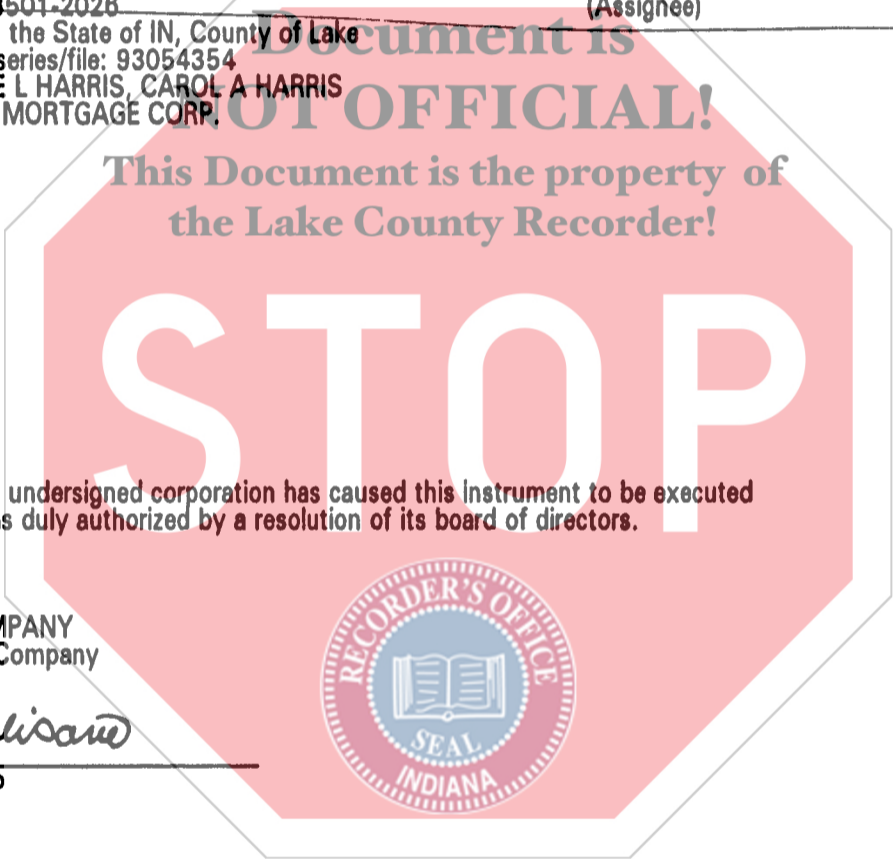 501-2026 (Assignee)
the State of IN, County of Lake
series/file: 93054354
E L HARRIS, CAROL A HARRIS
MORTGAGE CORP.
Document is
NOT OFFICIAL!
This Document is the property of
the Lake County Recorder!
STOP
undersigned corporation has caused this instrument to be executed
s duly authorized by a resolution of its board of directors.
MPANY
Company
RECORDER'S OFFICE
SEAL
INDIANA